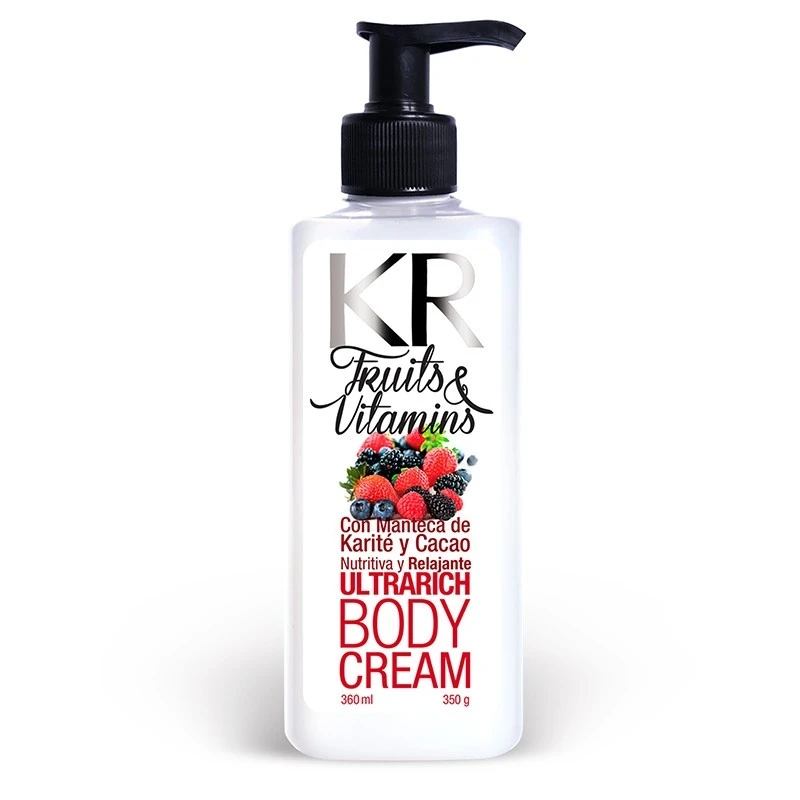 KR
Fruits &
Vitamins
Con Manteca de
Karité y Cacao
Nutritiva y Relajante
ULTRARICH
BODY
CREAM
360 ml 350 g